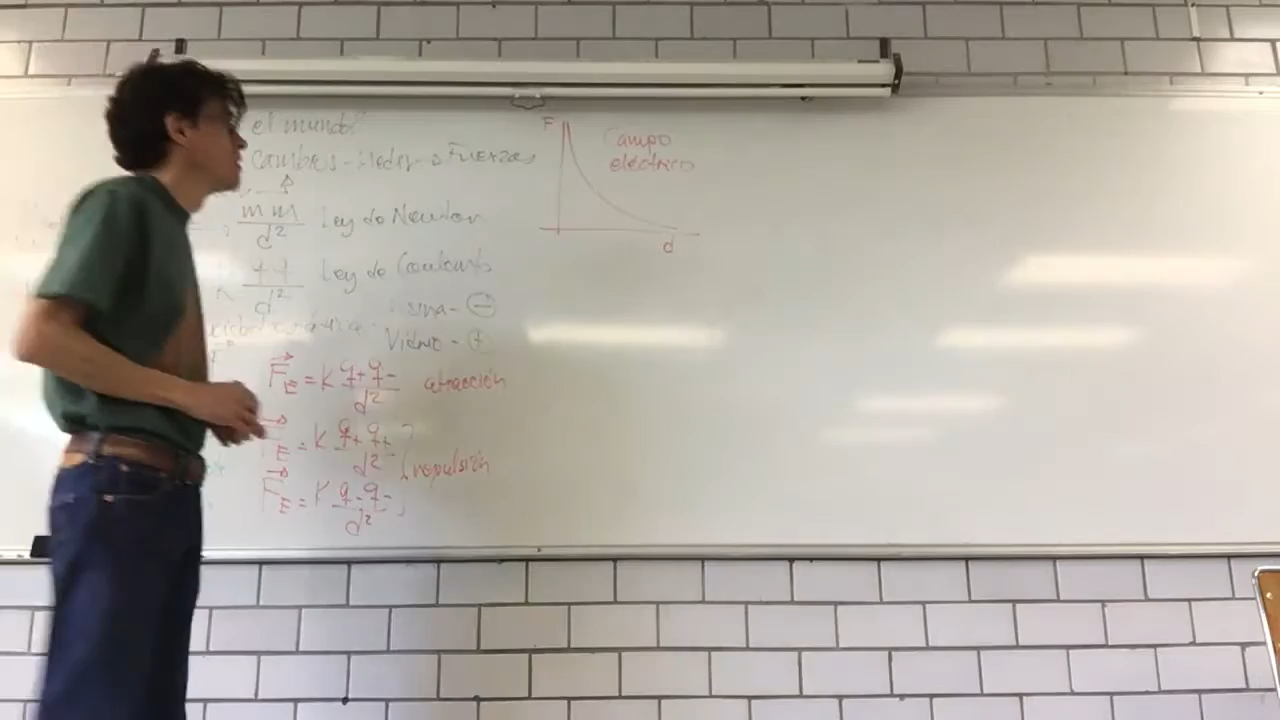 el mundo?
cambios - Medir Fuerzas
m m
d²
Ley de Newton
d²
Ley de Coulomb
Vidrio - +
F⃗E = K q+ q- / d² atracción
F⃗E = K q+ q+ / d²
repulsión
F⃗E = K q- q- / d²
F
Campo
eléctrico
d